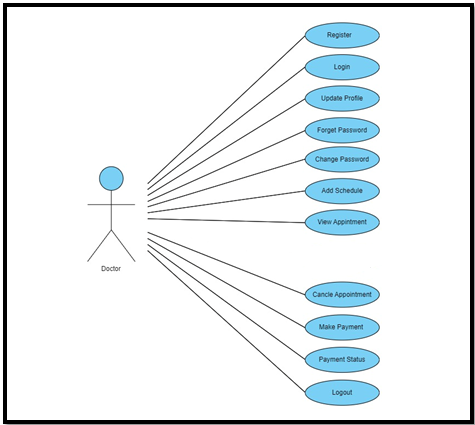 Register
Login
Update Profile
Forget Password
Change Password
Add Schedule
View Appintment
Doctor
Cancle Appointment
Make Payment
Payment Status
Logout